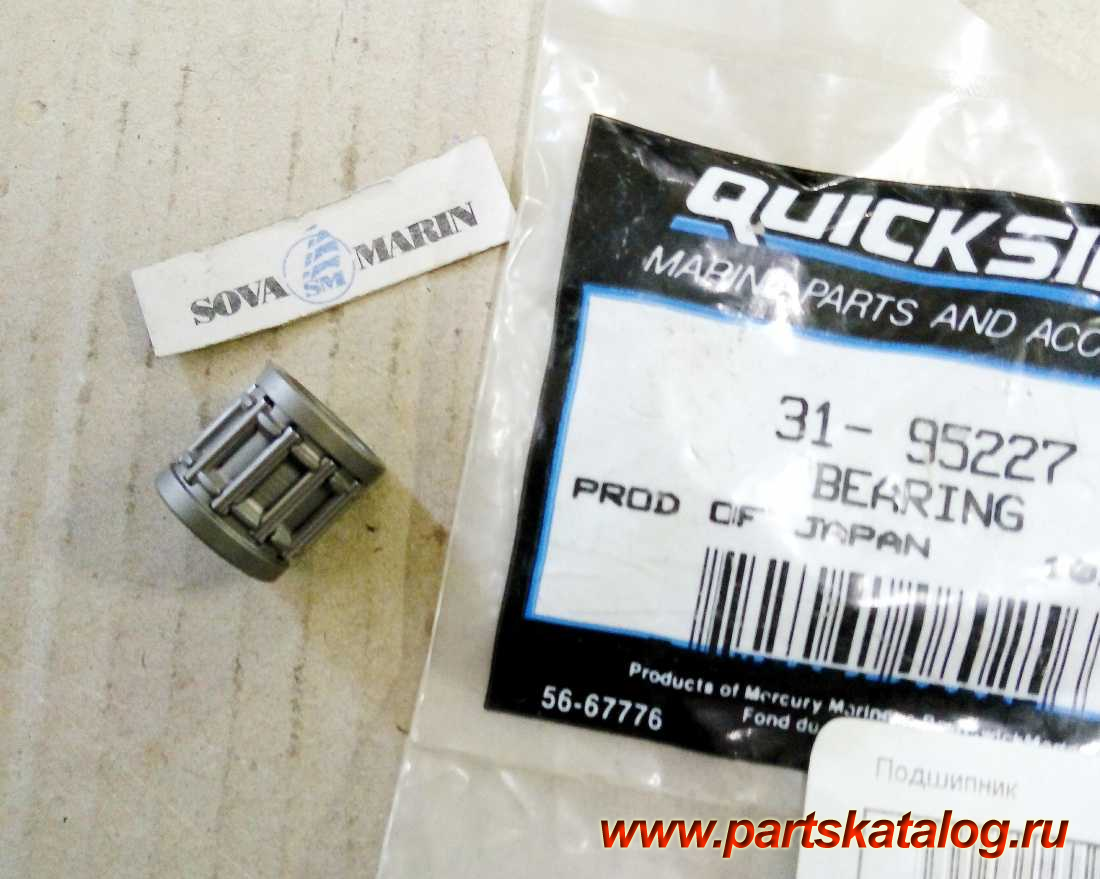 SOVA SM MARIN
QUICKSI
MARINE PARTS AND ACC
31- 95227
BEARING
PROD OF JAPAN
Products of Mercury Marine
56-67776
Fond du
Подшипник
www.partskatalog.ru